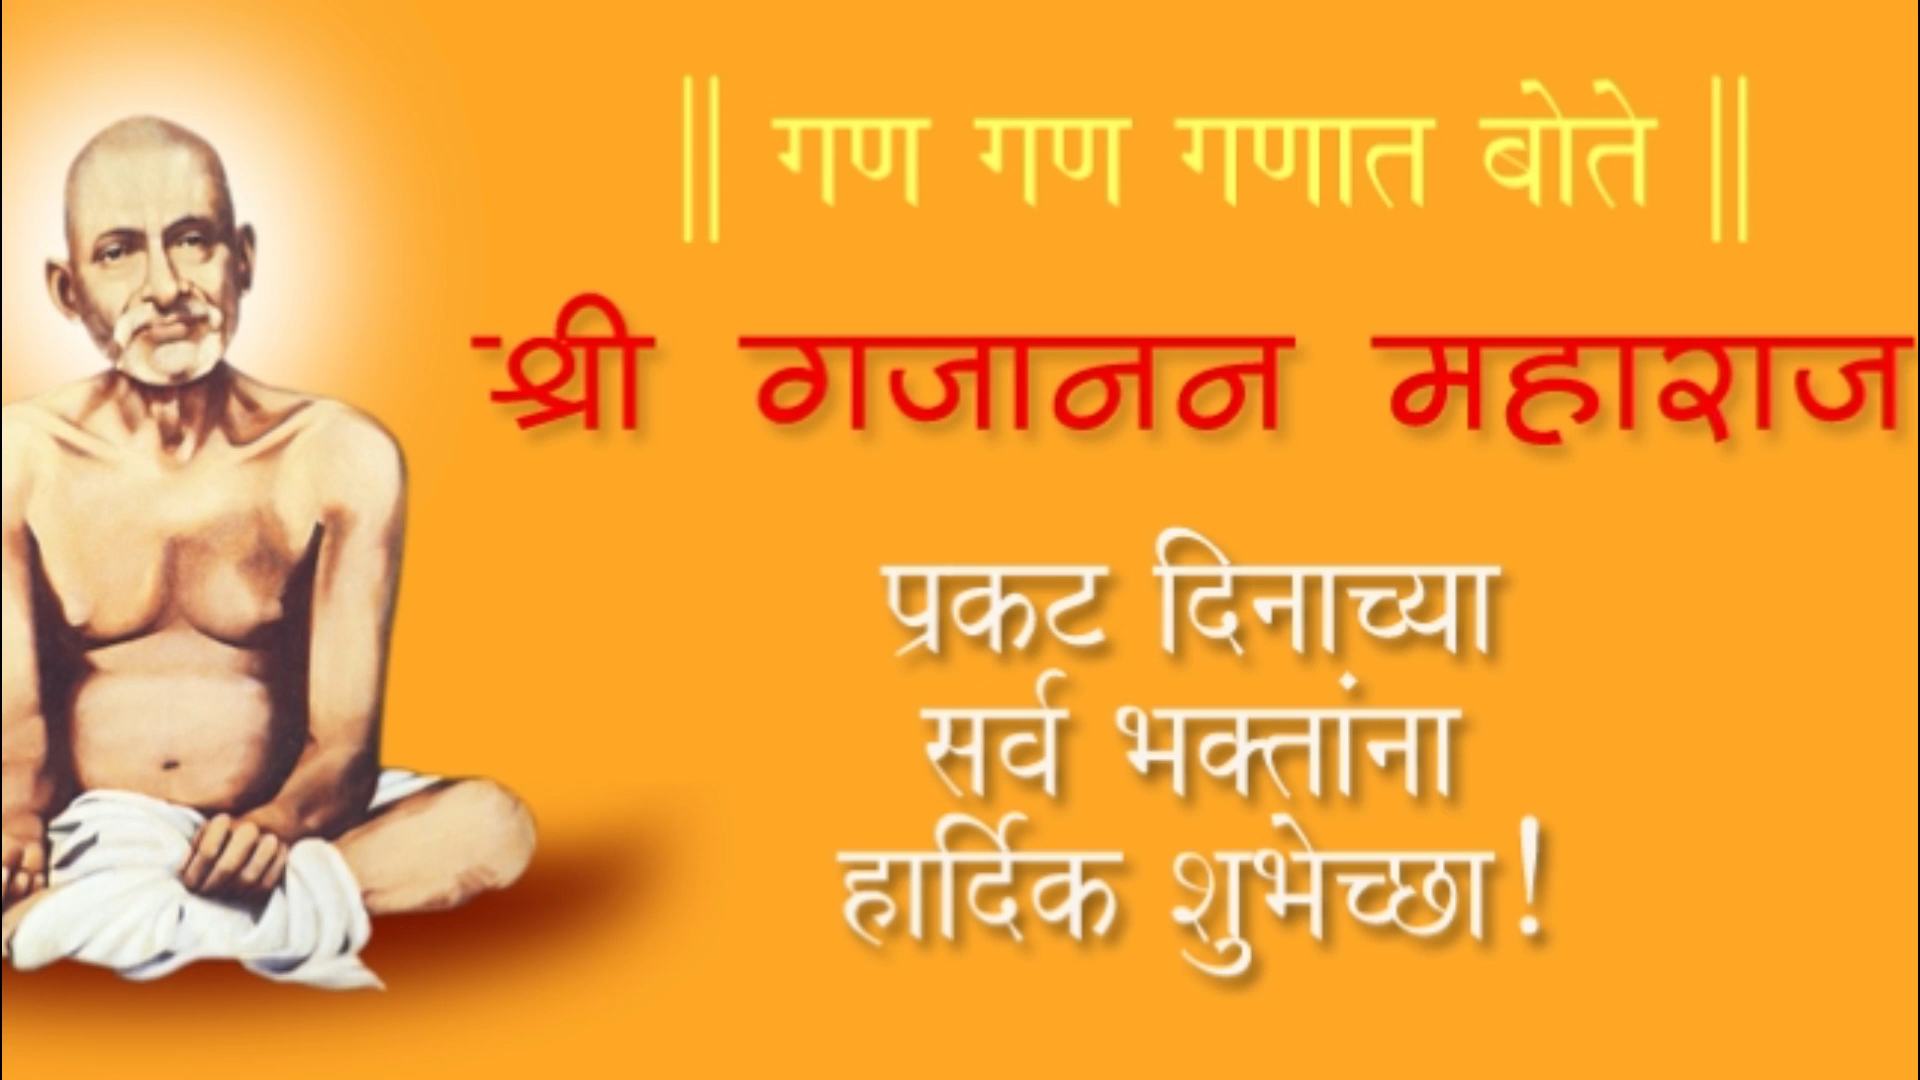 || गण गण गणात बोते ||
श्री गजानन महाराज
प्रकट दिनाच्या
सर्व भक्तांना
हार्दिक शुभेच्छा!